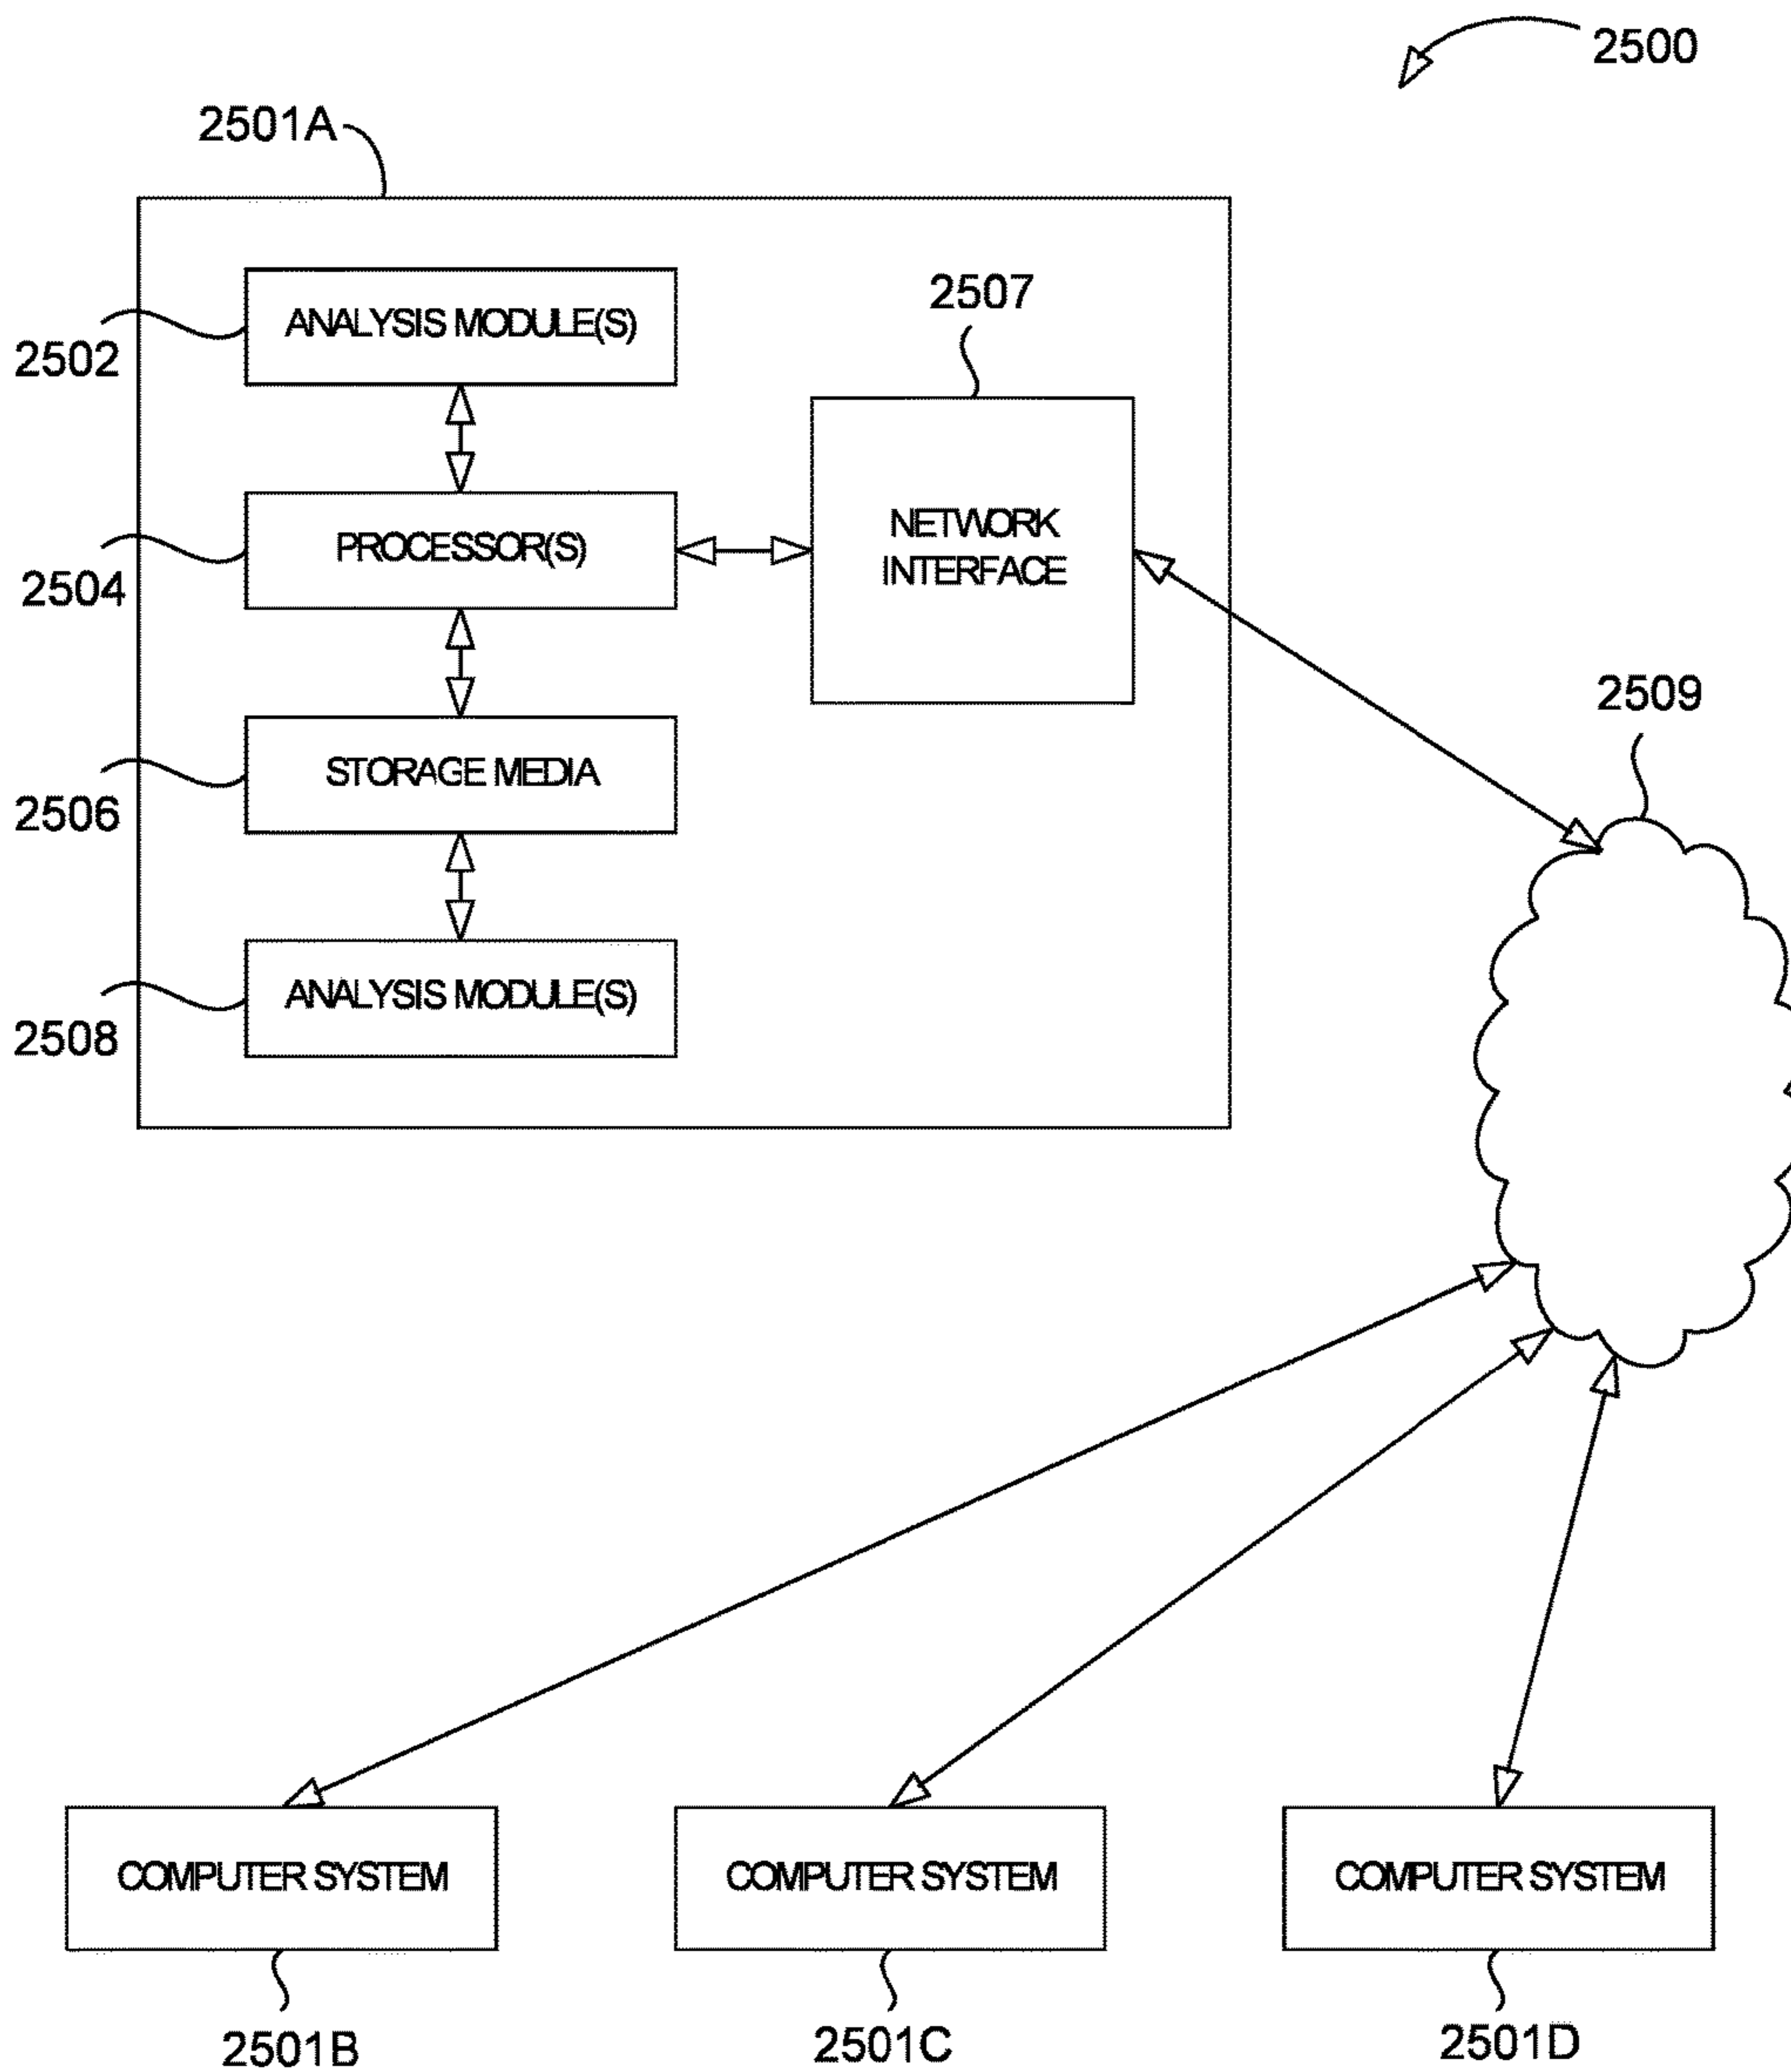 2500
2501A
2507
ANALYSIS MODULE(S)
2502
NETWORK
INTERFACE
PROCESSOR(S)
2504
2509
STORAGE MEDIA
2506
ANALYSIS MODULE(S)
2508
COMPUTER SYSTEM
COMPUTER SYSTEM
COMPUTER SYSTEM
2501B
2501C
2501D